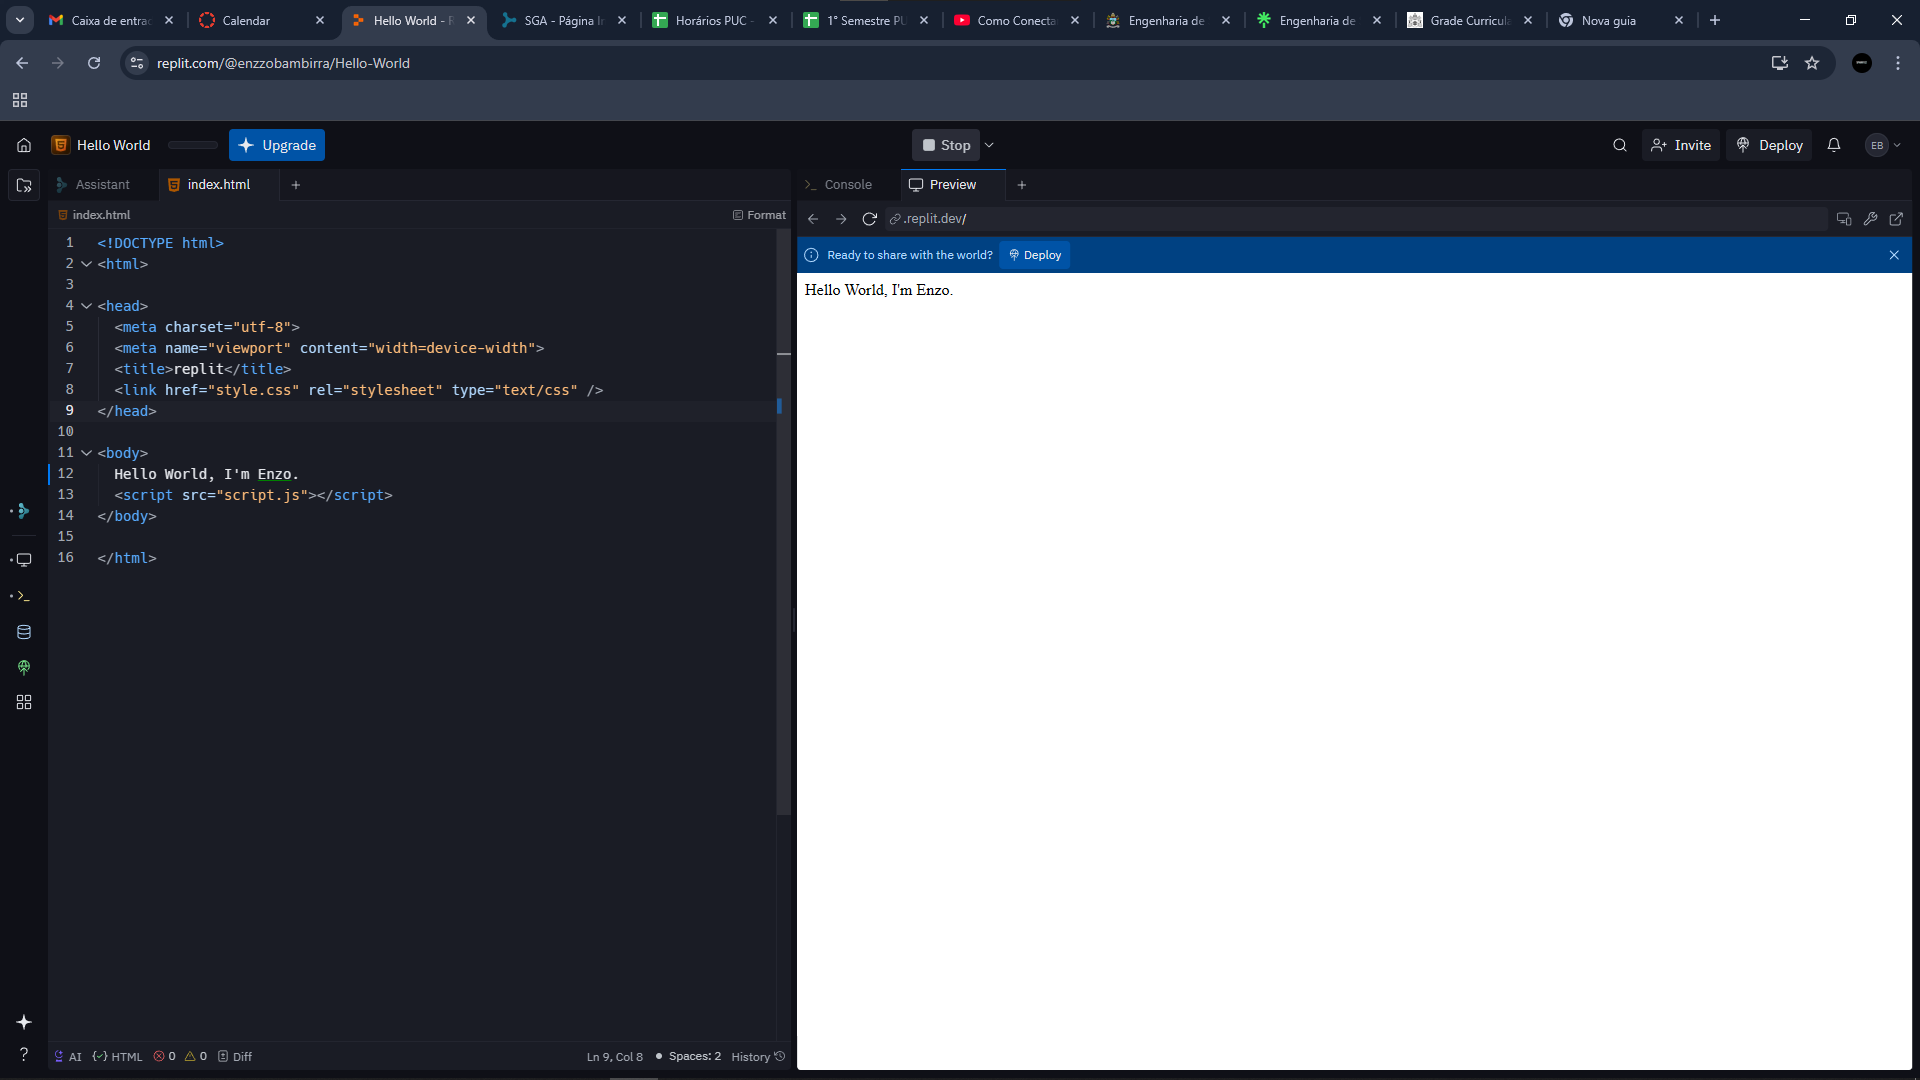 Caixa de entrad
Calendar
Hello World - R
SGA - Página In
Horários PUC -
1° Semestre PU
Como Conecta
Engenharia de
Engenharia de
Grade Curricula
Nova guia
replit.com/@enzzobambirra/Hello-World
Hello World
Upgrade
Stop
Invite
Deploy
EB
Assistant
index.html
Console
Preview
index.html
Format
.replit.dev/
Ready to share with the world?
Deploy
1 <!DOCTYPE html>
2 <html>
3
4 <head>
5 <meta charset="utf-8">
6 <meta name="viewport" content="width=device-width">
7 <title>replit</title>
8 <link href="style.css" rel="stylesheet" type="text/css" />
9 </head>
10
11 <body>
12 Hello World, I'm Enzo.
13 <script src="script.js"></script>
14 </body>
15
16 </html>
Hello World, I'm Enzo.
AI
HTML
0
0
Diff
Ln 9, Col 8
Spaces: 2
History